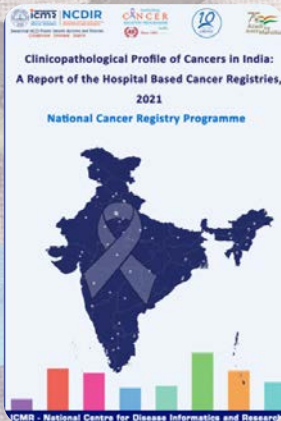 icmr NCDIR
CANCER
10
75
Clinicopathological Profile of Cancers in India:
A Report of the Hospital Based Cancer Registries,
2021
National Cancer Registry Programme
ICMR - National Centre for Disease Informatics and Research